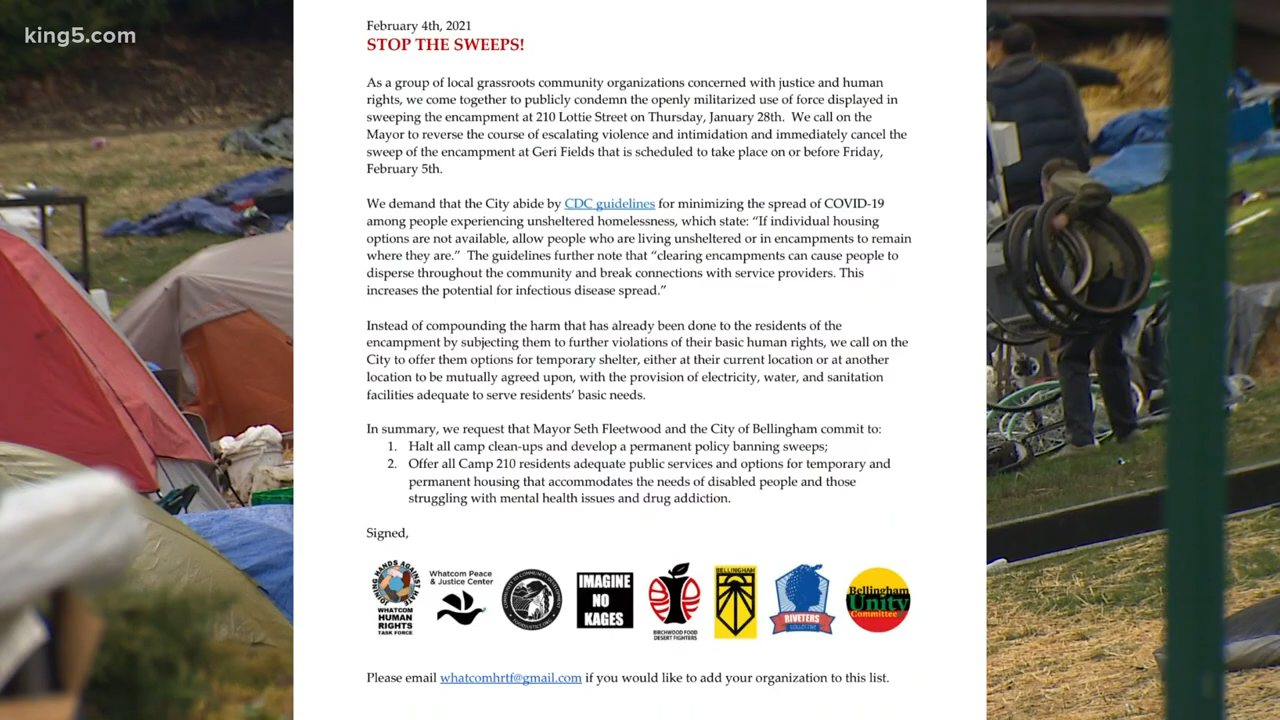 king5.com
February 4th, 2021
STOP THE SWEEPS!
As a group of local grassroots community organizations concerned with justice and human
rights, we come together to publicly condemn the openly militarized use of force displayed in
sweeping the encampment at 210 Lottie Street on Thursday, January 28th.  We call on the
Mayor to reverse the course of escalating violence and intimidation and immediately cancel the
sweep of the encampment at Geri Fields that is scheduled to take place on or before Friday,
February 5th.
We demand that the City abide by CDC guidelines for minimizing the spread of COVID-19
among people experiencing unsheltered homelessness, which state: “If individual housing
options are not available, allow people who are living unsheltered or in encampments to remain
where they are.”  The guidelines further note that “clearing encampments can cause people to
disperse throughout the community and break connections with service providers. This
increases the potential for infectious disease spread.”
Instead of compounding the harm that has already been done to the residents of the
encampment by subjecting them to further violations of their basic human rights, we call on the
City to offer them options for temporary shelter, either at their current location or at another
location to be mutually agreed upon, with the provision of electricity, water, and sanitation
facilities adequate to serve residents’ basic needs.
In summary, we request that Mayor Seth Fleetwood and the City of Bellingham commit to:
1. Halt all camp clean-ups and develop a permanent policy banning sweeps;
2. Offer all Camp 210 residents adequate public services and options for temporary and
permanent housing that accommodates the needs of disabled people and those
struggling with mental health issues and drug addiction.
Signed,
JOINING HANDS AGAINST HATE
WHATCOM
HUMAN
RIGHTS
TASK FORCE
Whatcom Peace
& Justice Center
IMAGINE
NO
KAGES
BIRCHWOOD FOOD
DESERT FIGHTERS
BELLINGHAM
RIVETERS
COLLECTIVE
Bellingham
Unity
Committee
Please email whatcomhrtf@gmail.com if you would like to add your organization to this list.